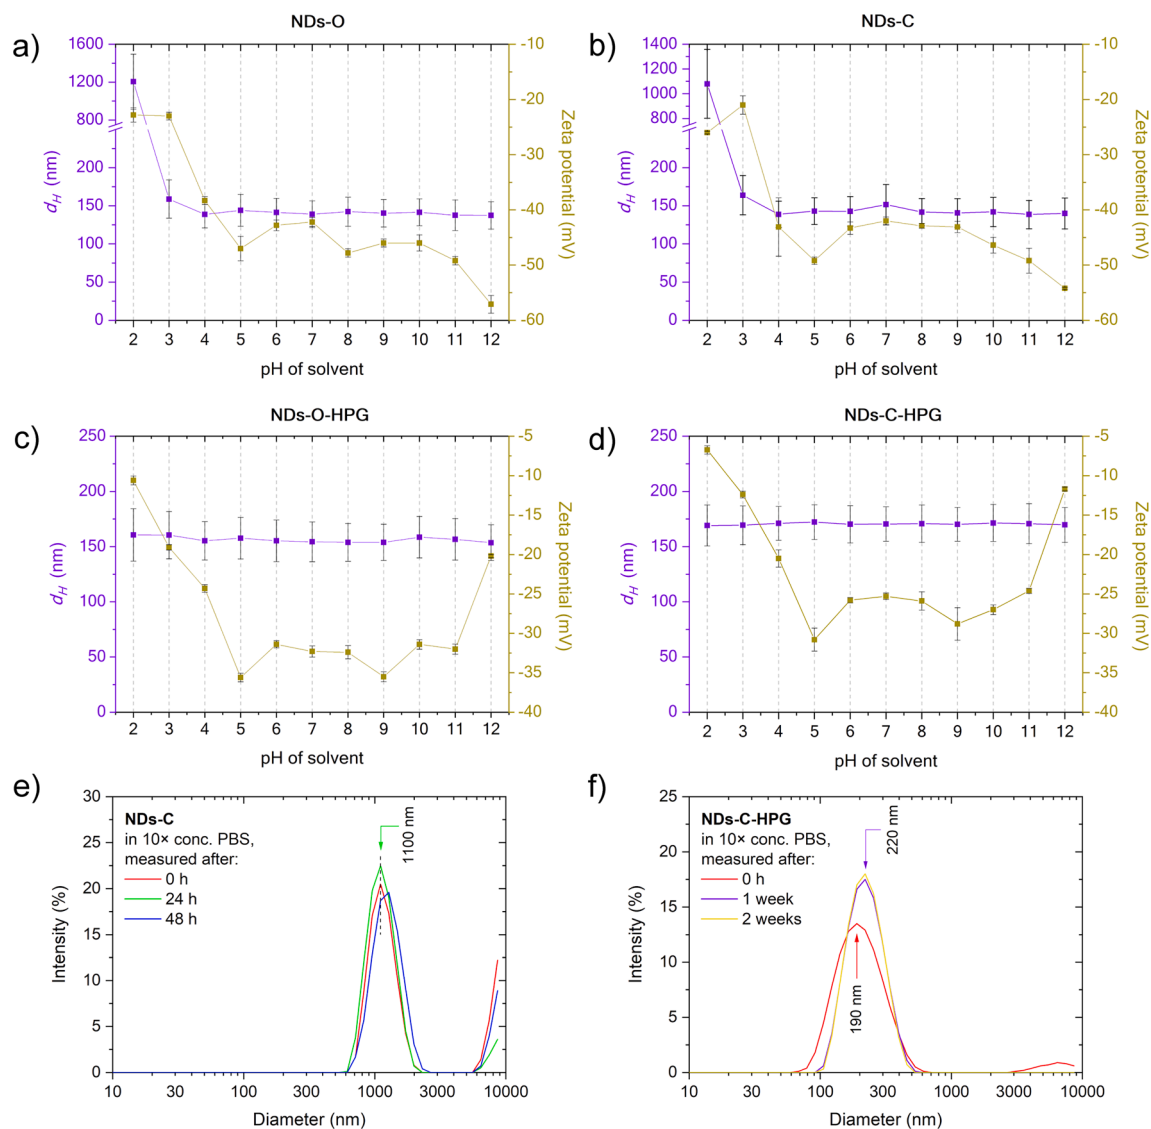 NDs-O
a)
1600
1200
800
200
150
100
50
0
d_H (nm)
-10
-20
-30
-40
-50
-60
Zeta potential (mV)
2 3 4 5 6 7 8 9 10 11 12
pH of solvent
NDs-C
b)
1400
1200
1000
800
200
150
100
50
0
d_H (nm)
-10
-20
-30
-40
-50
-60
Zeta potential (mV)
2 3 4 5 6 7 8 9 10 11 12
pH of solvent
NDs-O-HPG
c)
250
200
150
100
50
0
d_H (nm)
-5
-10
-15
-20
-25
-30
-35
-40
Zeta potential (mV)
2 3 4 5 6 7 8 9 10 11 12
pH of solvent
NDs-C-HPG
d)
250
200
150
100
50
0
d_H (nm)
-5
-10
-15
-20
-25
-30
-35
-40
Zeta potential (mV)
2 3 4 5 6 7 8 9 10 11 12
pH of solvent
e)
30
25
20
15
10
5
0
Intensity (%)
NDs-C
in 10× conc. PBS,
measured after:
0 h
24 h
48 h
1100 nm
10 30 100 300 1000 3000 10000
Diameter (nm)
f)
25
20
15
10
5
0
Intensity (%)
NDs-C-HPG
in 10× conc. PBS,
measured after:
0 h
1 week
2 weeks
220 nm
190 nm
10 30 100 300 1000 3000 10000
Diameter (nm)